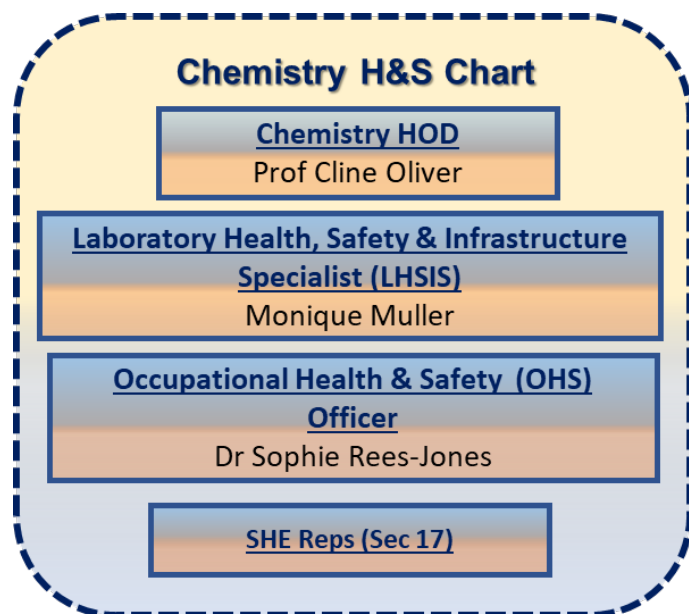 Chemistry H&S Chart
Chemistry HOD
Prof Cline Oliver
Laboratory Health, Safety & Infrastructure
Specialist (LHSIS)
Monique Muller
Occupational Health & Safety (OHS)
Officer
Dr Sophie Rees-Jones
SHE Reps (Sec 17)